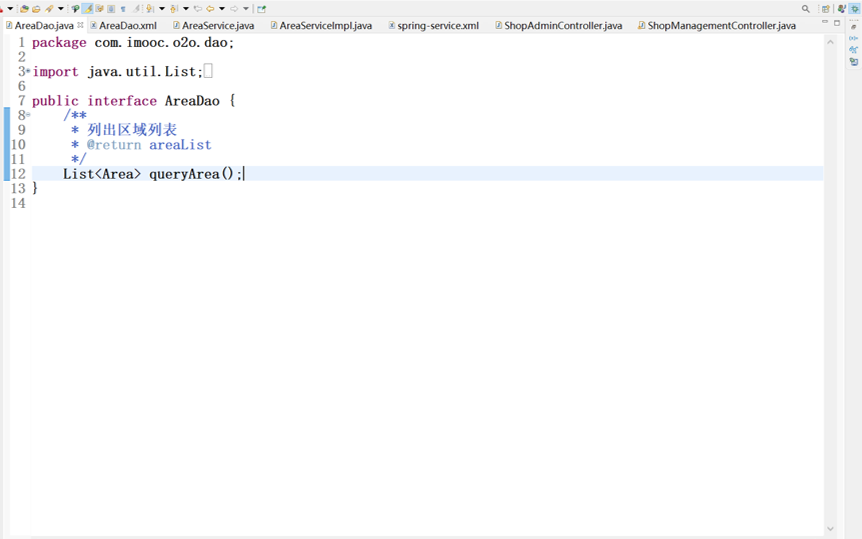 AreaDao.java AreaDao.xml AreaService.java AreaServiceImpl.java spring-service.xml ShopAdminController.java ShopManagementController.java
1 package com.imooc.o2o.dao;
2
3 import java.util.List;
6
7 public interface AreaDao {
8 /**
9 * 列出区域列表
10 * @return areaList
11 */
12 List<Area> queryArea();
13 }
14